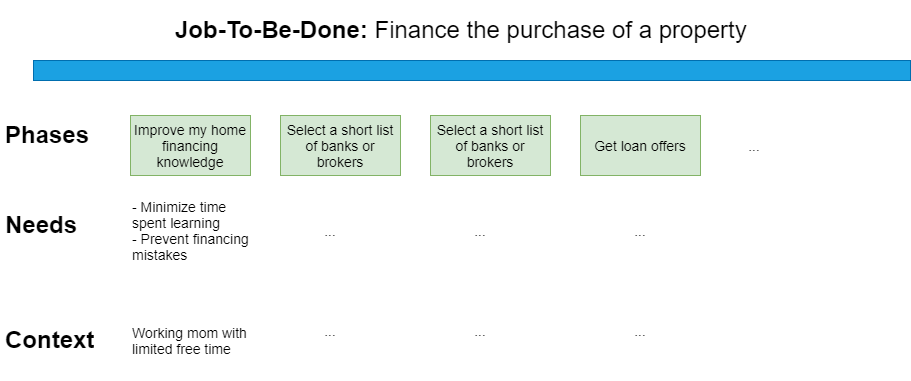 Job-To-Be-Done: Finance the purchase of a property
Phases
Improve my home
financing
knowledge
Select a short list
of banks or
brokers
Select a short list
of banks or
brokers
Get loan offers
...
Needs
- Minimize time
spent learning
- Prevent financing
mistakes
...
...
...
Context
Working mom with
limited free time
...
...
...